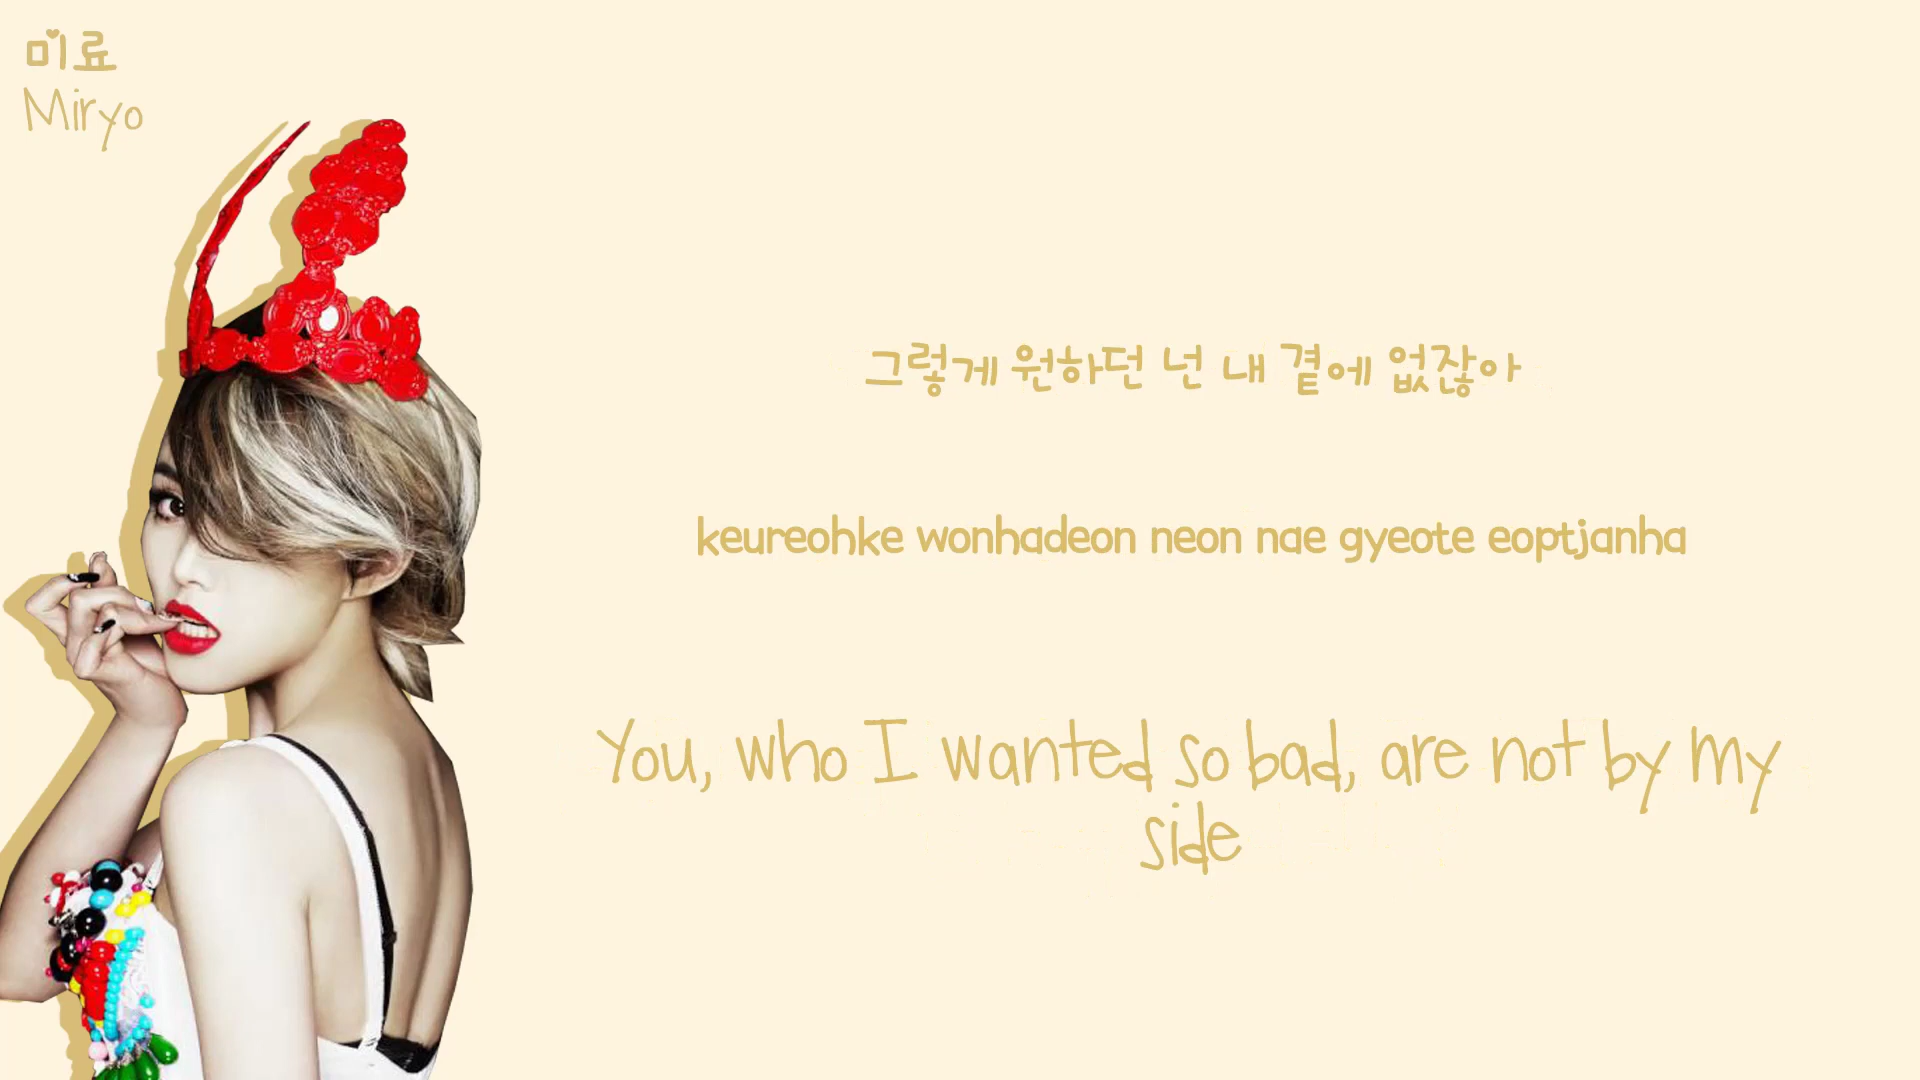 미료
Miryo
그렇게 원하던 넌 내 곁에 없잖아
keureohke wonhadeon neon nae gyeote eoptjanha
You, who I wanted so bad, are not by my
side